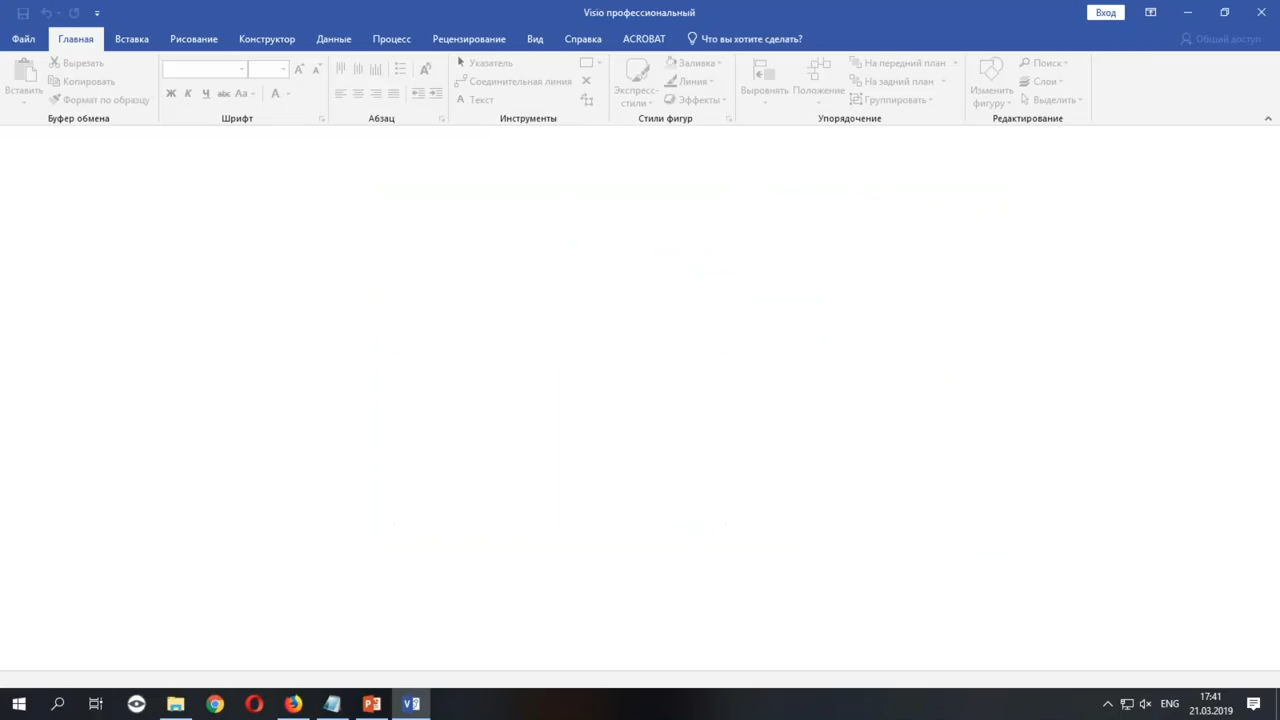 Visio профессиональный
Вход
Файл Главная Вставка Рисование Конструктор Данные Процесс Рецензирование Вид Справка ACROBAT Что вы хотите сделать? Общий доступ
Вставить
Вырезать
Копировать
Формат по образцу
Буфер обмена
Ж К Ч abc Aa A
Шрифт
Абзац
Указатель
Соединительная линия
A Текст
Инструменты
Экспресс-
стили
Заливка
Линия
Эффекты
Стили фигур
Выровнять
Положение
На передний план
На задний план
Группировать
Упорядочение
Изменить
фигуру
Поиск
Слои
Выделить
Редактирование
ENG
17:41
21.03.2019